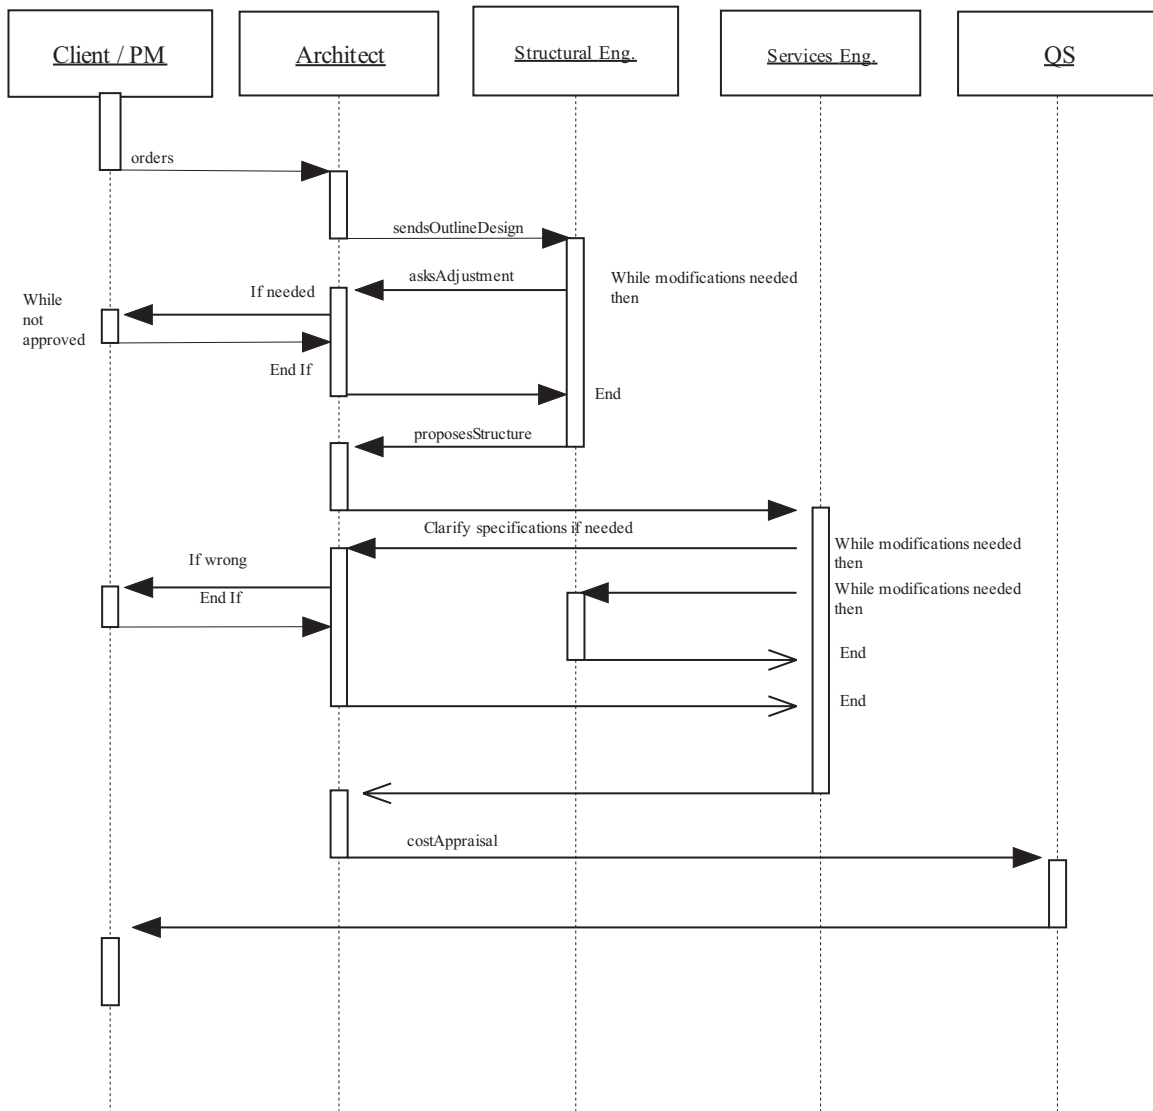 Client / PM
Architect
Structural Eng.
Services Eng.
QS
orders
sendsOutlineDesign
asksAdjustment
While modifications needed
then
If needed
While
not
approved
End If
End
proposesStructure
Clarify specifications if needed
While modifications needed
then
If wrong
While modifications needed
then
End If
End
End
costAppraisal